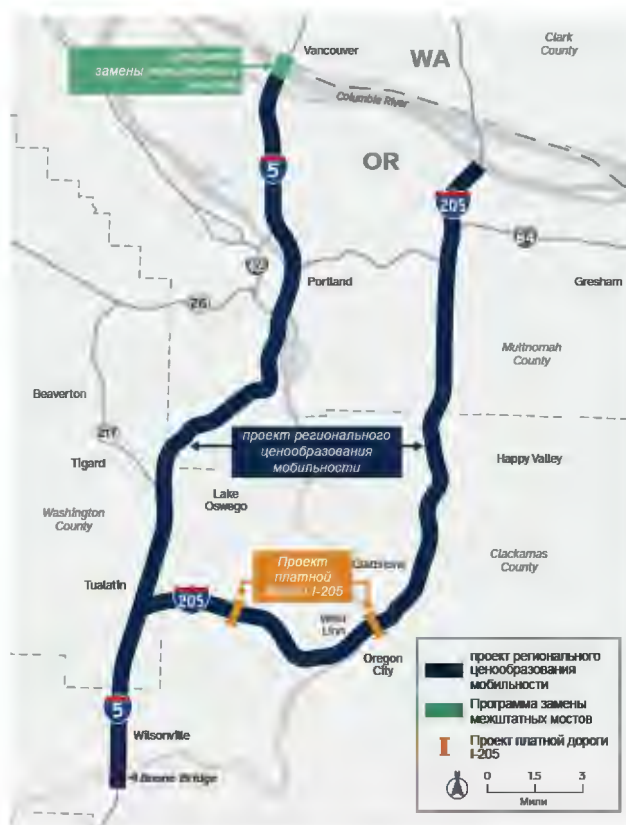 Vancouver
WA
Clark
County
замены
Columbia River
OR
5
205
84
Portland
Gresham
26
Multnomah
County
Beaverton
217
проект регионального
ценообразования
мобильности
Tigard
Happy Valley
Lake
Oswego
Washington
County
Clackamas
County
Проект
платной
I-205
Tualatin
205
West
Linn
Oregon
City
5
Wilsonville
Boone Bridge
проект регионального
ценообразования
мобильности
Программа замены
межштатных мостов
Проект платной дороги
I-205
0 1.5 3
Мили